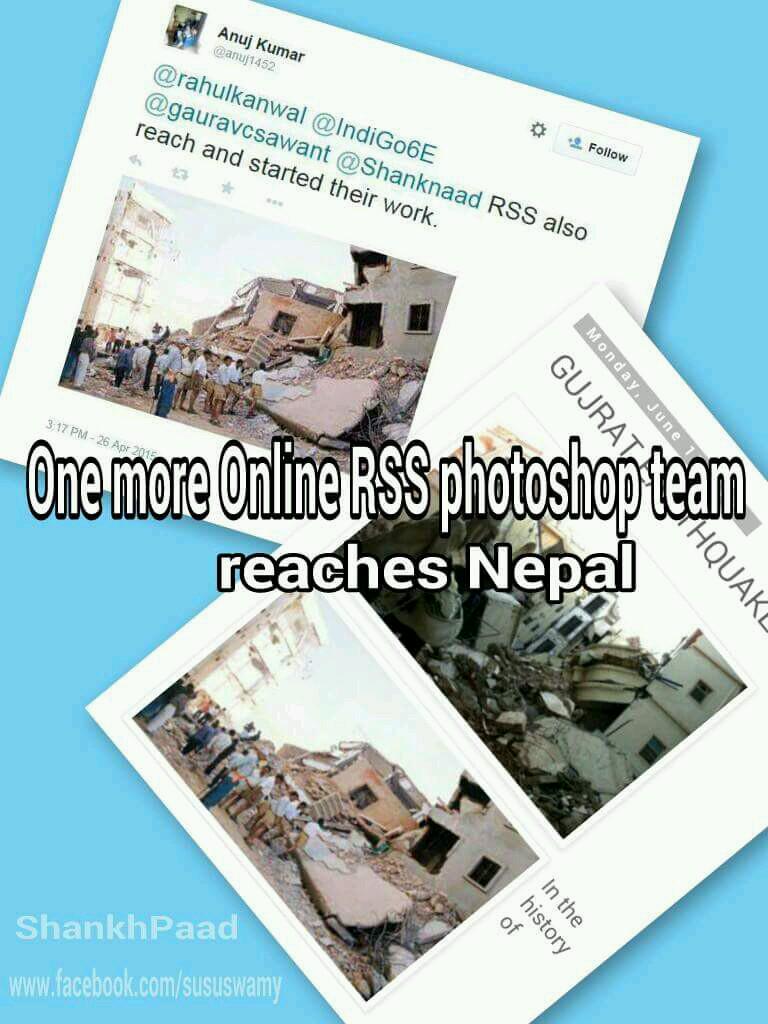 Anuj Kumar
@anuj1452
Follow
@rahulkanwal @IndiGo6E
@gauravcsawant @Shanknaad RSS also
reach and started their work.
3:17 PM - 26 Apr 2015
Monday, June 1
GUJRAT EARTHQUAKE
One more Online RSS photoshop team
reaches Nepal
In the
history
of
ShankhPaad
www.facebook.com/sususwamy